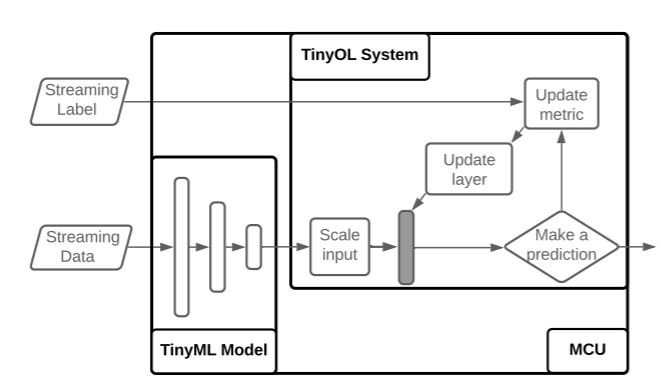 TinyOL System
Streaming
Label
Update
metric
Update
layer
Streaming
Data
Scale
input
Make a
prediction
TinyML Model
MCU